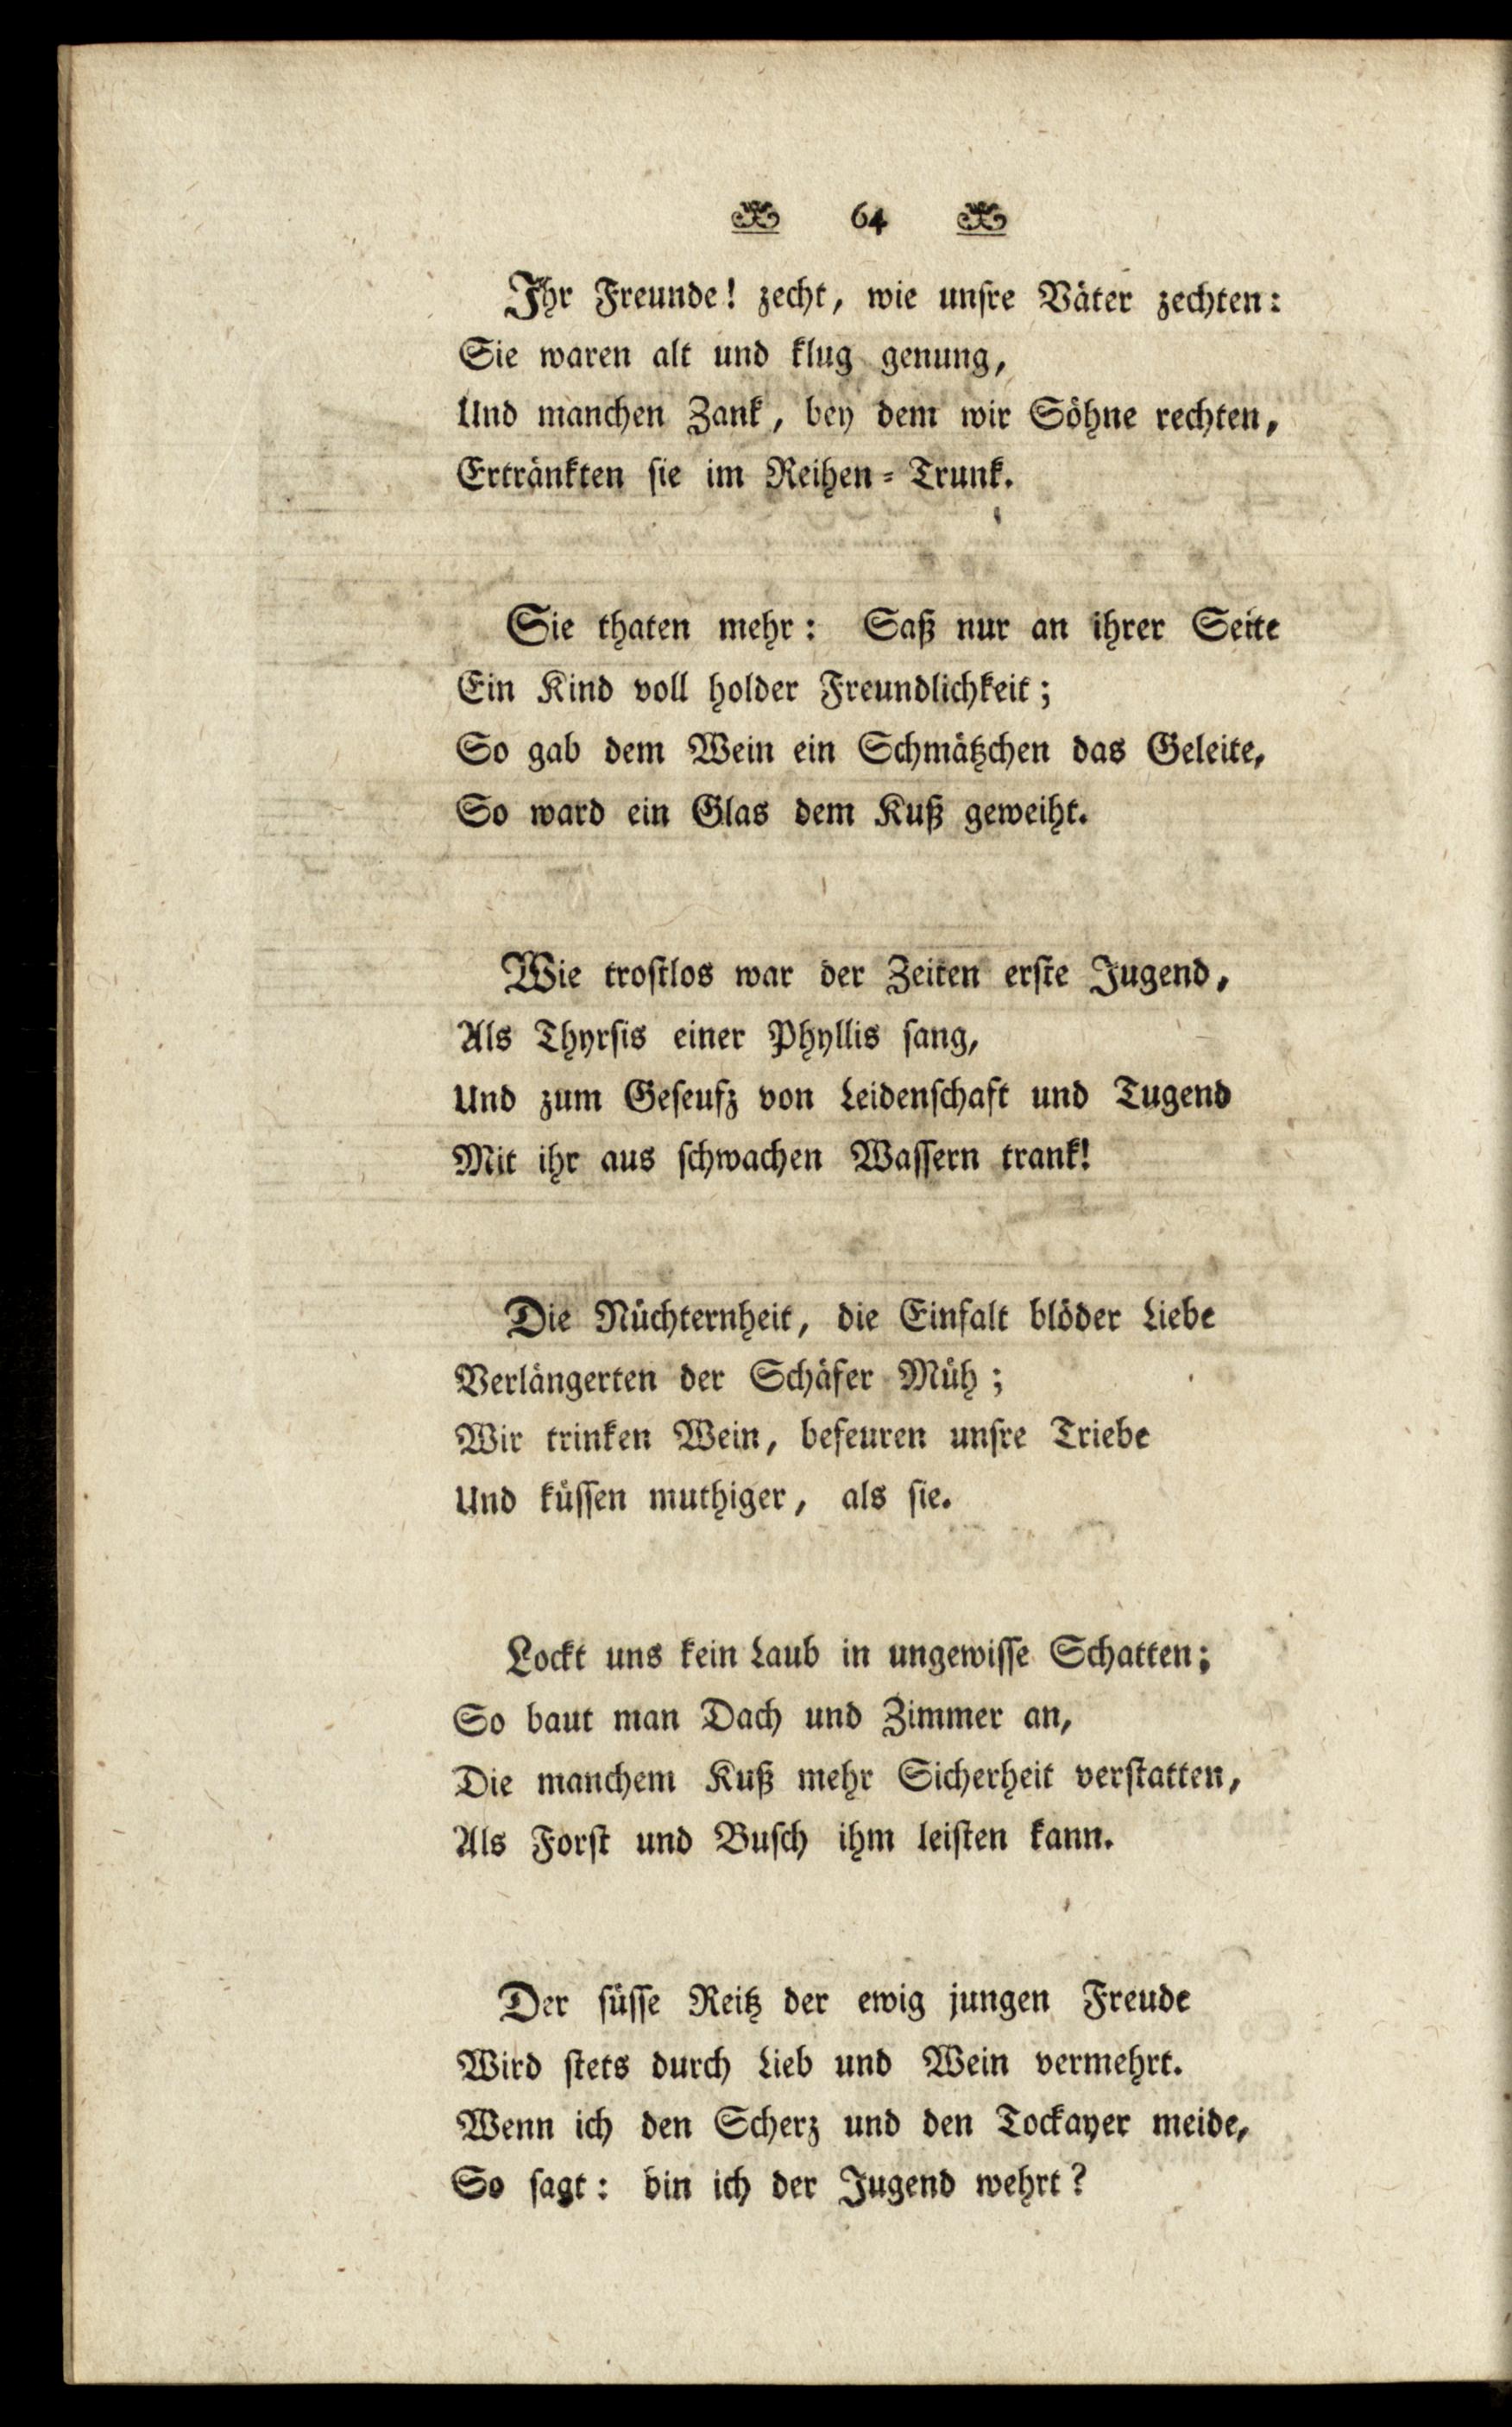 64
Ihr Freunde! zecht, wie unsre Väter zechten:
Sie waren alt und klug genung,
Und manchen Zank, bey dem wir Söhne rechten,
Ertränkten sie im Reihen-Trunk.
Sie thaten mehr: Saß nur an ihrer Seite
Ein Kind voll holder Freundlichkeit;
So gab dem Wein ein Schmätzchen das Geleite,
So ward ein Glas dem Kuß geweiht.
Wie trostlos war der Zeiten erste Jugend,
Als Thyrsis einer Phyllis sang,
Und zum Geseufz von Leidenschaft und Tugend
Mit ihr aus schwachen Wassern trank!
Die Nüchternheit, die Einfalt blöder Liebe
Verlängerten der Schäfer Müh;
Wir trinken Wein, befeuren unsre Triebe
Und küssen muthiger, als sie.
Lockt uns kein Laub in ungewisse Schatten;
So baut man Dach und Zimmer an,
Die manchem Kuß mehr Sicherheit verstatten,
Als Forst und Busch ihm leisten kann.
Der süsse Reitz der ewig jungen Freude
Wird stets durch Lieb und Wein vermehrt.
Wenn ich den Scherz und den Tockayer meide,
So sagt: bin ich der Jugend wehrt?